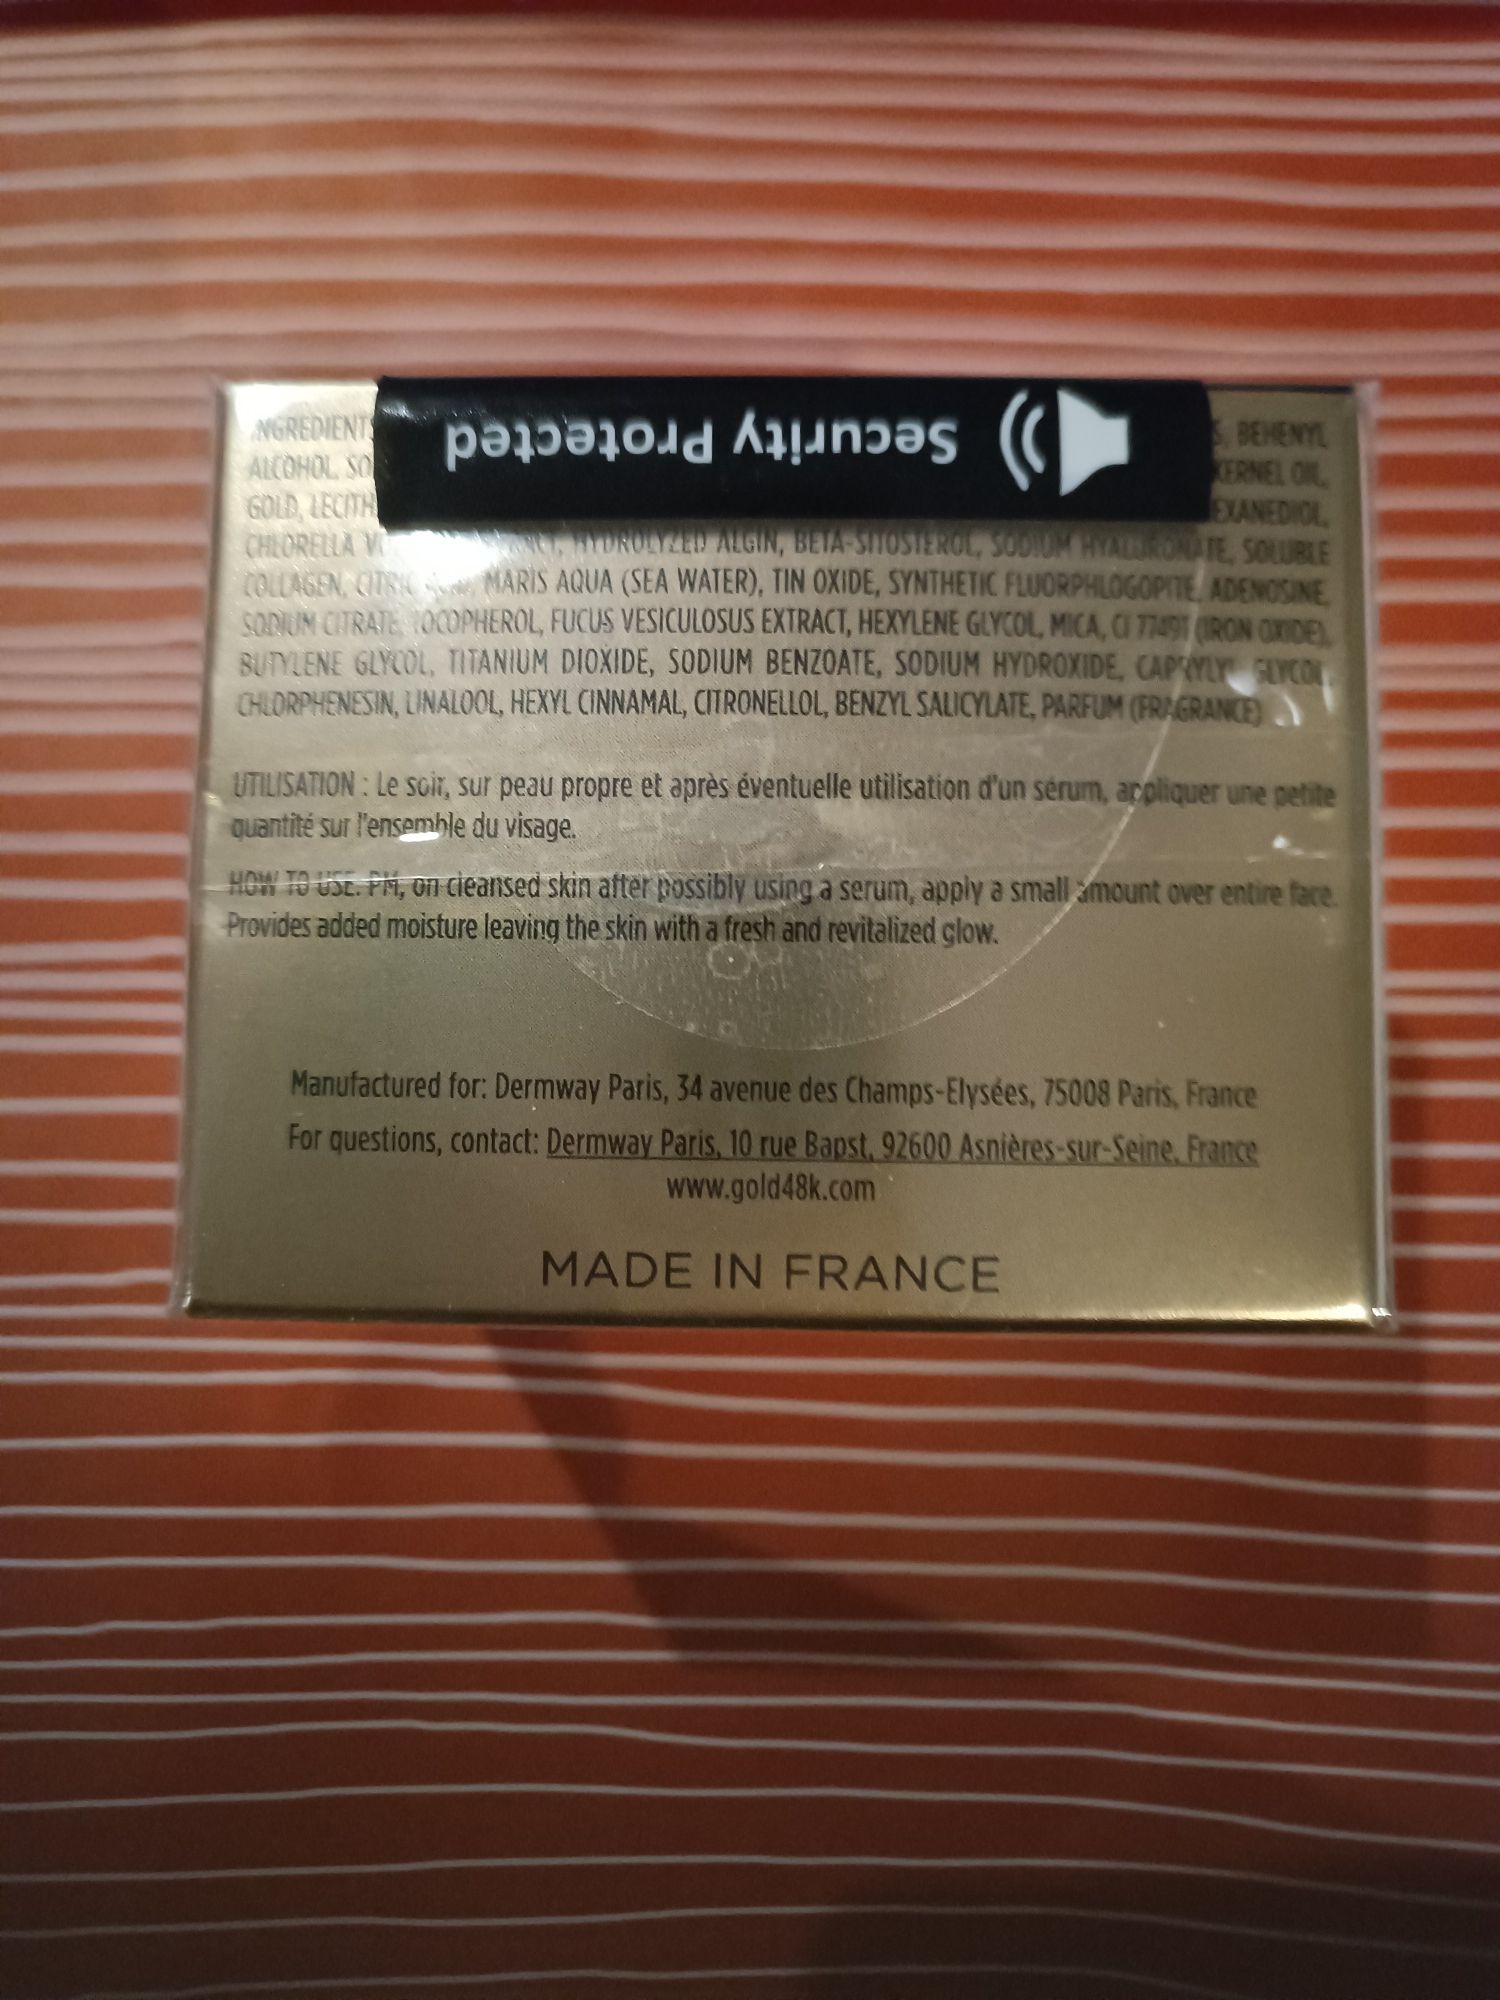 Security Protected
INGREDIENTS BEHENYL
ALCOHOL, KERNEL OIL,
GOLD,
CHLORELLA HYDROLYZED ALGIN, BETA-SITOSTEROL, SODIUM HYALURONATE, SOLUBLE
COLLAGEN, CITRIC MARIS AQUA (SEA WATER), TIN OXIDE, SYNTHETIC FLUORPHLOGOPITE, ADENOSINE,
SODIUM CITRATE, TOCOPHEROL, FUCUS VESICULOSUS EXTRACT, HEXYLENE GLYCOL, MICA, CI 77491 (IRON OXIDE),
BUTYLENE GLYCOL, TITANIUM DIOXIDE, SODIUM BENZOATE, SODIUM HYDROXIDE, CAPRYLYL GLYCOL,
CHLORPHENESIN, LINALOOL, HEXYL CINNAMAL, CITRONELLOL, BENZYL SALICYLATE, PARFUM (FRAGRANCE)
UTILISATION : Le soir, sur peau propre et après éventuelle utilisation d'un sérum, appliquer une petite
quantité sur l'ensemble du visage.
HOW TO USE: PM, on cleansed skin after possibly using a serum, apply a small amount over entire face.
Provides added moisture leaving the skin with a fresh and revitalized glow.
Manufactured for: Dermway Paris, 34 avenue des Champs-Elysées, 75008 Paris, France
For questions, contact: Dermway Paris, 10 rue Bapst, 92600 Asnières-sur-Seine, France
www.gold48k.com
MADE IN FRANCE